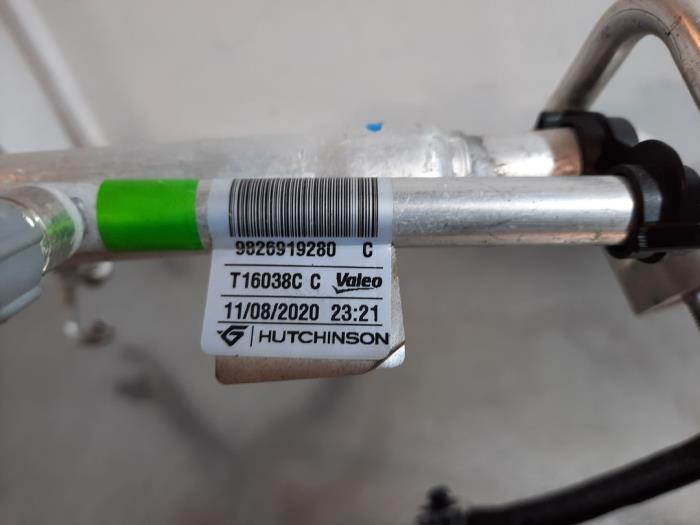 9826919280 C
T16038C C Valeo
11/08/2020 23:21
HUTCHINSON